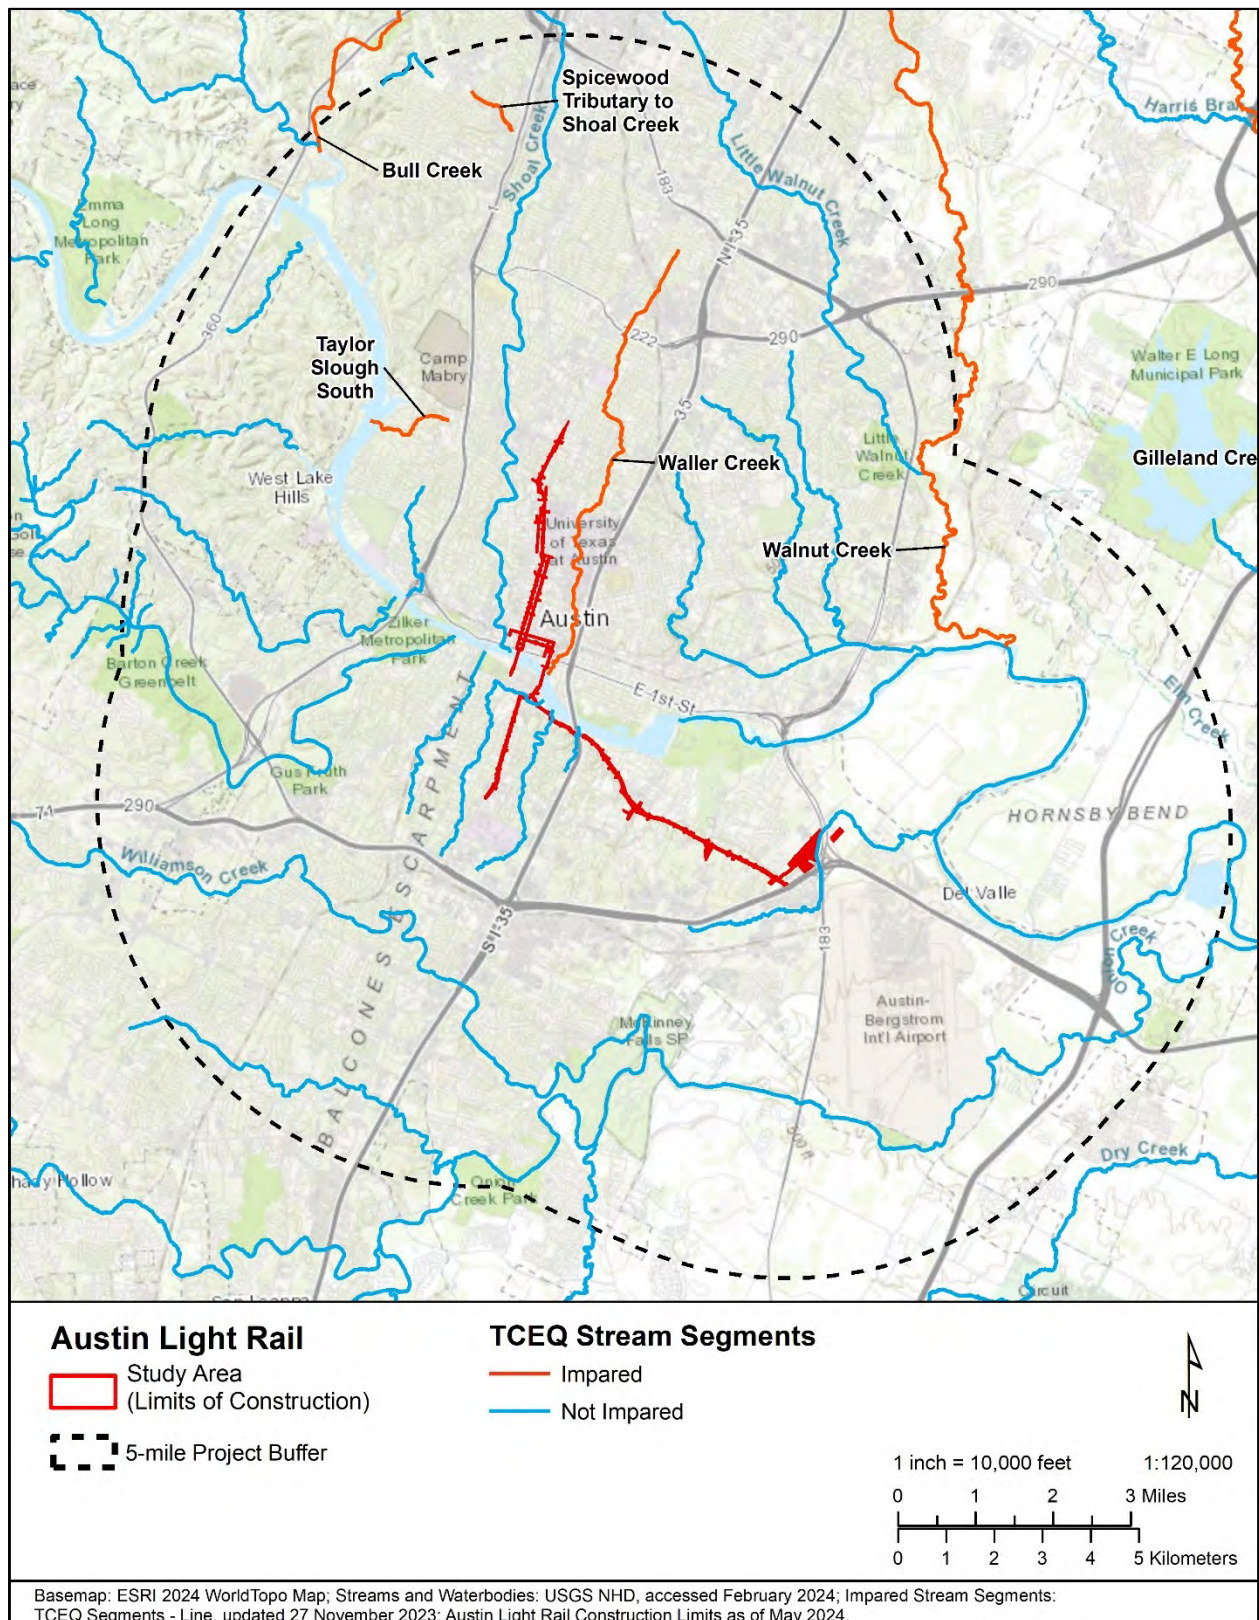 Spicewood
Tributary to
Shoal Creek
Bull Creek
Shoal Creek
Little Walnut Creek
Harris Bran
Emma
Long
Metropolitan
Park
183
1
N I-35
290
360
222
290
Taylor
Slough
South
Camp
Mabry
35
Walter E Long
Municipal Park
Little
Walnut
Creek
Gilleland Cre
Waller Creek
West Lake
Hills
University
of Texas
at Austin
Walnut Creek
Austin
Zilker
Metropolitan
Park
Barton Creek
Greenbelt
E 1st St
Elm Creek
Park
71
290
HORNSBY BEND
Williamson Creek
Del Valle
BALCONES ESCARPMENT
S I-35
183
Onion Creek
Austin-
Bergstrom
Int'l Airport
McKinney
Falls SP
Dry Creek
Hollow
Onion
Creek Park
Circuit
Austin Light Rail
Study Area
(Limits of Construction)
5-mile Project Buffer
TCEQ Stream Segments
Impared
Not Impared
N
1 inch = 10,000 feet 1:120,000
0 1 2 3 Miles
0 1 2 3 4 5 Kilometers
Basemap: ESRI 2024 WorldTopo Map; Streams and Waterbodies: USGS NHD, accessed February 2024; Impared Stream Segments:
TCEQ Segments - Line, updated 27 November 2023; Austin Light Rail Construction Limits as of May 2024